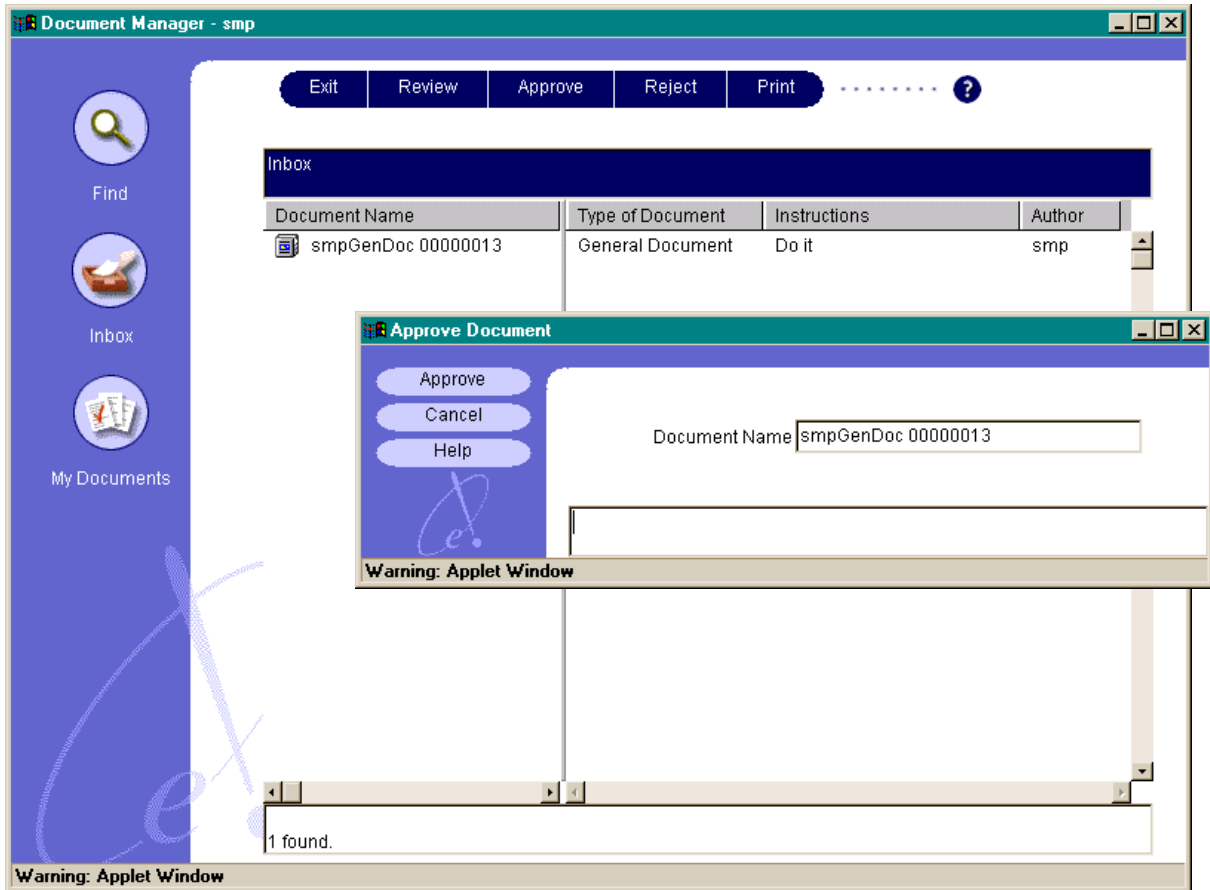 Document Manager - smp
Exit Review Approve Reject Print ?
Find
Inbox
My Documents
Inbox
Document Name Type of Document Instructions Author
smpGenDoc 00000013 General Document Do it smp
Approve Document
Approve
Cancel
Help
Document Name smpGenDoc 00000013
e
Warning: Applet Window
e
1 found.
Warning: Applet Window